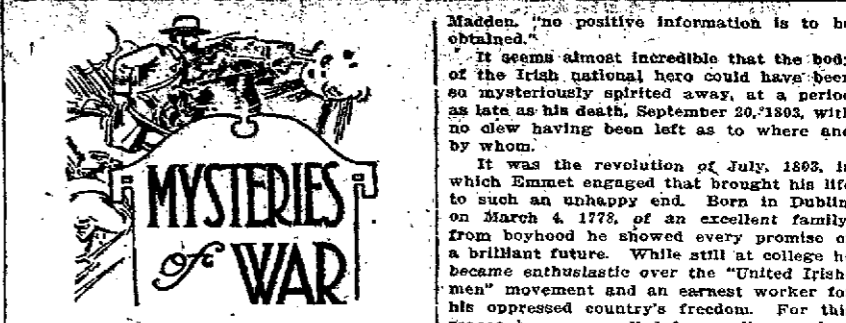 MYSTERIES
of WAR
Madden. "no positive information is to b
obtained."
It seems almost incredible that the bod
of the Irish national hero could have been
so mysteriously spirited away, at a period
as late as his death, September 20, 1803, with
no clew having been left as to where and
by whom.
It was the revolution of July, 1803, in
which Emmet engaged that brought his life
to such an unhappy end. Born in Dublin
on March 4, 1778, of an excellent family
from boyhood he showed every promise o
a brilliant future. While still at college h
became enthusiastic over the "United Irish
men" movement and an earnest worker fo
his oppressed country's freedom. For this